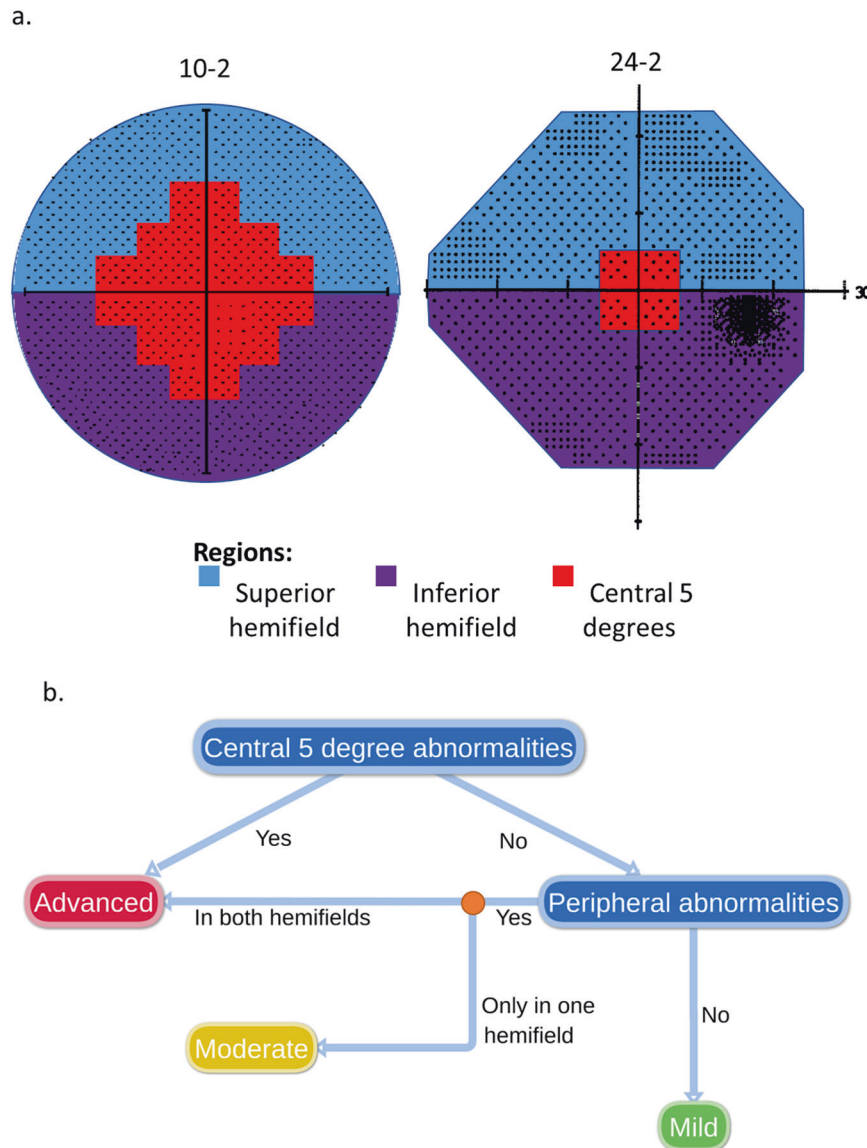 a.
10-2
24-2
30
Regions:
Superior
hemifield
Inferior
hemifield
Central 5
degrees
b.
Central 5 degree abnormalities
Yes
No
Advanced
In both hemifields
Yes
Peripheral abnormalities
Only in one
hemifield
No
Moderate
Mild